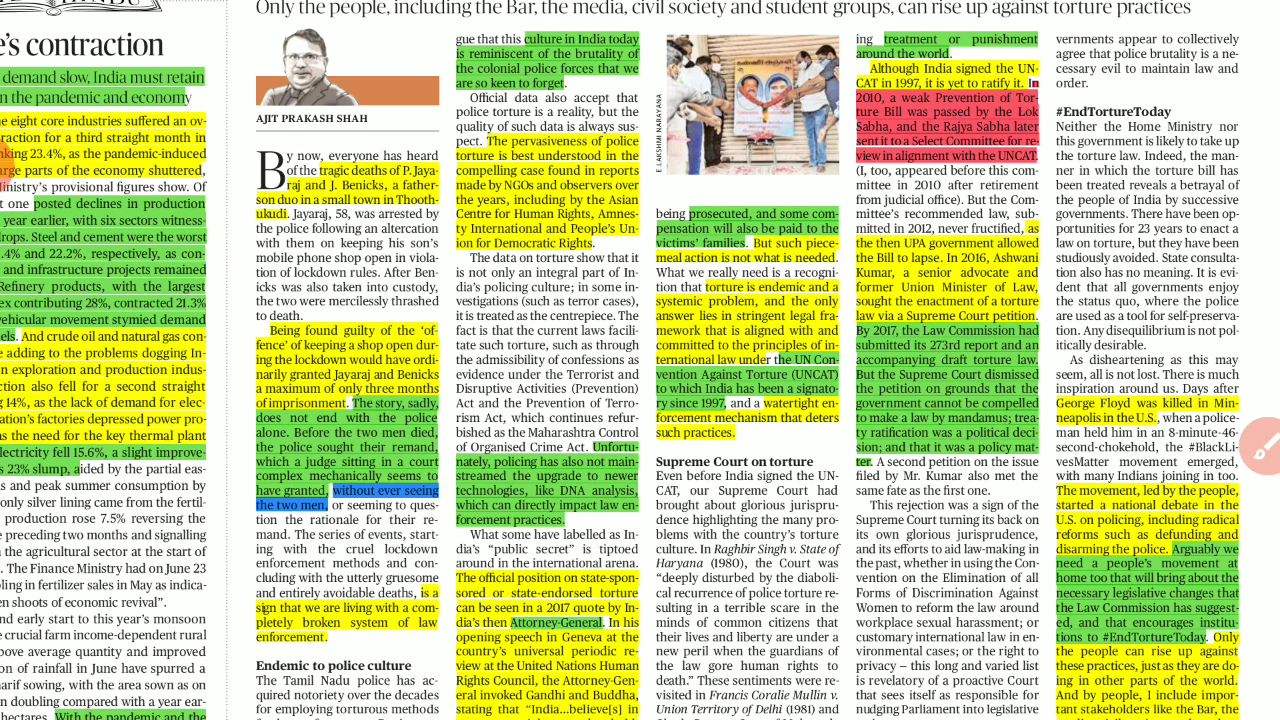 HINDU
Only the people, including the Bar, the media, civil society and student groups, can rise up against torture practices
e's contraction
demand slow, India must retain
n the pandemic and economy
e eight core industries suffered an ov-
raction for a third straight month in
nking 23.4%, as the pandemic-induced
arge parts of the economy shuttered,
Ministry's provisional figures show. Of
t one posted declines in production
year earlier, with six sectors witness-
rops. Steel and cement were the worst
.4% and 22.2%, respectively, as con-
and infrastructure projects remained
Refinery products, with the largest
ex contributing 28%, contracted 21.3%
vehicular movement stymied demand
els. And crude oil and natural gas con-
e adding to the problems dogging In-
n exploration and production indus-
ction also fell for a second straight
g 14%, as the lack of demand for elec-
ation's factories depressed power pro-
as the need for the key thermal plant
lectricity fell 15.6%, a slight improve-
s 23% slump, aided by the partial eas-
s and peak summer consumption by
only silver lining came from the fertil-
production rose 7.5% reversing the
e preceding two months and signalling
n the agricultural sector at the start of
. The Finance Ministry had on June 23
bling in fertilizer sales in May as indica-
en shoots of economic revival".
nd early start to this year's monsoon
e crucial farm income-dependent rural
bove average quantity and improved
on of rainfall in June have spurred a
harif sowing, with the area sown as on
n doubling compared with a year ear-
hectares. With the pandemic and the
AJIT PRAKASH SHAH
By now, everyone has heard
of the tragic deaths of P. Jaya-
raj and J. Benicks, a father-
son duo in a small town in Thooth-
ukudi. Jayaraj, 58, was arrested by
the police following an altercation
with them on keeping his son's
mobile phone shop open in viola-
tion of lockdown rules. After Ben-
icks was also taken into custody,
the two were mercilessly thrashed
to death.
Being found guilty of the 'of-
fence' of keeping a shop open dur-
ing the lockdown would have ordi-
narily granted Jayaraj and Benicks
a maximum of only three months
of imprisonment. The story, sadly,
does not end with the police
alone. Before the two men died,
the police sought their remand,
which a judge sitting in a court
complex mechanically seems to
have granted, without ever seeing
the two men, or seeming to ques-
tion the rationale for their re-
mand. The series of events, start-
ing with the cruel lockdown
enforcement methods and con-
cluding with the utterly gruesome
and entirely avoidable deaths, is a
sign that we are living with a com-
pletely broken system of law
enforcement.
Endemic to police culture
The Tamil Nadu police has ac-
quired notoriety over the decades
for employing torturous methods
gue that this culture in India today
is reminiscent of the brutality of
the colonial police forces that we
are so keen to forget.
Official data also accept that
police torture is a reality, but the
quality of such data is always sus-
pect. The pervasiveness of police
torture is best understood in the
compelling case found in reports
made by NGOs and observers over
the years, including by the Asian
Centre for Human Rights, Amnes-
ty International and People's Un-
ion for Democratic Rights.
The data on torture show that it
is not only an integral part of In-
dia's policing culture; in some in-
vestigations (such as terror cases),
it is treated as the centrepiece. The
fact is that the current laws facili-
tate such torture, such as through
the admissibility of confessions as
evidence under the Terrorist and
Disruptive Activities (Prevention)
Act and the Prevention of Terro-
rism Act, which continues refur-
bished as the Maharashtra Control
of Organised Crime Act. Unfortu-
nately, policing has also not main-
streamed the upgrade to newer
technologies, like DNA analysis,
which can directly impact law en-
forcement practices.
What some have labelled as In-
dia's "public secret" is tiptoed
around in the international arena.
The official position on state-spon-
sored or state-endorsed torture
can be seen in a 2017 quote by In-
dia's then Attorney-General. In his
opening speech in Geneva at the
country's universal periodic re-
view at the United Nations Human
Rights Council, the Attorney-Gen-
eral invoked Gandhi and Buddha,
stating that "India...believe[s] in
E. LAKSHMI NARAYANA
being prosecuted, and some com-
pensation will also be paid to the
victims' families. But such piece-
meal action is not what is needed.
What we really need is a recogni-
tion that torture is endemic and a
systemic problem, and the only
answer lies in stringent legal fra-
mework that is aligned with and
committed to the principles of in-
ternational law under the UN Con-
vention Against Torture (UNCAT)
to which India has been a signato-
ry since 1997, and a watertight en-
forcement mechanism that deters
such practices.
Supreme Court on torture
Even before India signed the UN-
CAT, our Supreme Court had
brought about glorious jurispru-
dence highlighting the many pro-
blems with the country's torture
culture. In Raghbir Singh v. State of
Haryana (1980), the Court was
"deeply disturbed by the diaboli-
cal recurrence of police torture re-
sulting in a terrible scare in the
minds of common citizens that
their lives and liberty are under a
new peril when the guardians of
the law gore human rights to
death." These sentiments were re-
visited in Francis Coralie Mullin v.
Union Territory of Delhi (1981) and
ing treatment or punishment
around the world.
Although India signed the UN-
CAT in 1997, it is yet to ratify it. In
2010, a weak Prevention of Tor-
ture Bill was passed by the Lok
Sabha, and the Rajya Sabha later
sent it to a Select Committee for re-
view in alignment with the UNCAT.
(I, too, appeared before this com-
mittee in 2010 after retirement
from judicial office). But the Com-
mittee's recommended law, sub-
mitted in 2012, never fructified, as
the then UPA government allowed
the Bill to lapse. In 2016, Ashwani
Kumar, a senior advocate and
former Union Minister of Law,
sought the enactment of a torture
law via a Supreme Court petition.
By 2017, the Law Commission had
submitted its 273rd report and an
accompanying draft torture law.
But the Supreme Court dismissed
the petition on grounds that the
government cannot be compelled
to make a law by mandamus; trea-
ty ratification was a political deci-
sion; and that it was a policy mat-
ter. A second petition on the issue
filed by Mr. Kumar also met the
same fate as the first one.
This rejection was a sign of the
Supreme Court turning its back on
its own glorious jurisprudence,
and its efforts to aid law-making in
the past, whether in using the Con-
vention on the Elimination of all
Forms of Discrimination Against
Women to reform the law around
workplace sexual harassment; or
customary international law in en-
vironmental cases; or the right to
privacy – this long and varied list
is revelatory of a proactive Court
that sees itself as responsible for
nudging Parliament into legislative
vernments appear to collectively
agree that police brutality is a ne-
cessary evil to maintain law and
order.
#EndTortureToday
Neither the Home Ministry nor
this government is likely to take up
the torture law. Indeed, the man-
ner in which the torture bill has
been treated reveals a betrayal of
the people of India by successive
governments. There have been op-
portunities for 23 years to enact a
law on torture, but they have been
studiously avoided. State consulta-
tion also has no meaning. It is evi-
dent that all governments enjoy
the status quo, where the police
are used as a tool for self-preserva-
tion. Any disequilibrium is not pol-
itically desirable.
As disheartening as this may
seem, all is not lost. There is much
inspiration around us. Days after
George Floyd was killed in Min-
neapolis in the U.S., when a police-
man held him in an 8-minute-46-
second-chokehold, the #BlackLi-
vesMatter movement emerged,
with many Indians joining in too.
The movement, led by the people,
started a national debate in the
U.S. on policing, including radical
reforms such as defunding and
disarming the police. Arguably we
need a people's movement at
home too that will bring about the
necessary legislative changes that
the Law Commission has suggest-
ed, and that encourages institu-
tions to #EndTortureToday. Only
the people can rise up against
these practices, just as they are do-
ing in other parts of the world.
And by people, I include impor-
tant stakeholders like the Bar, the